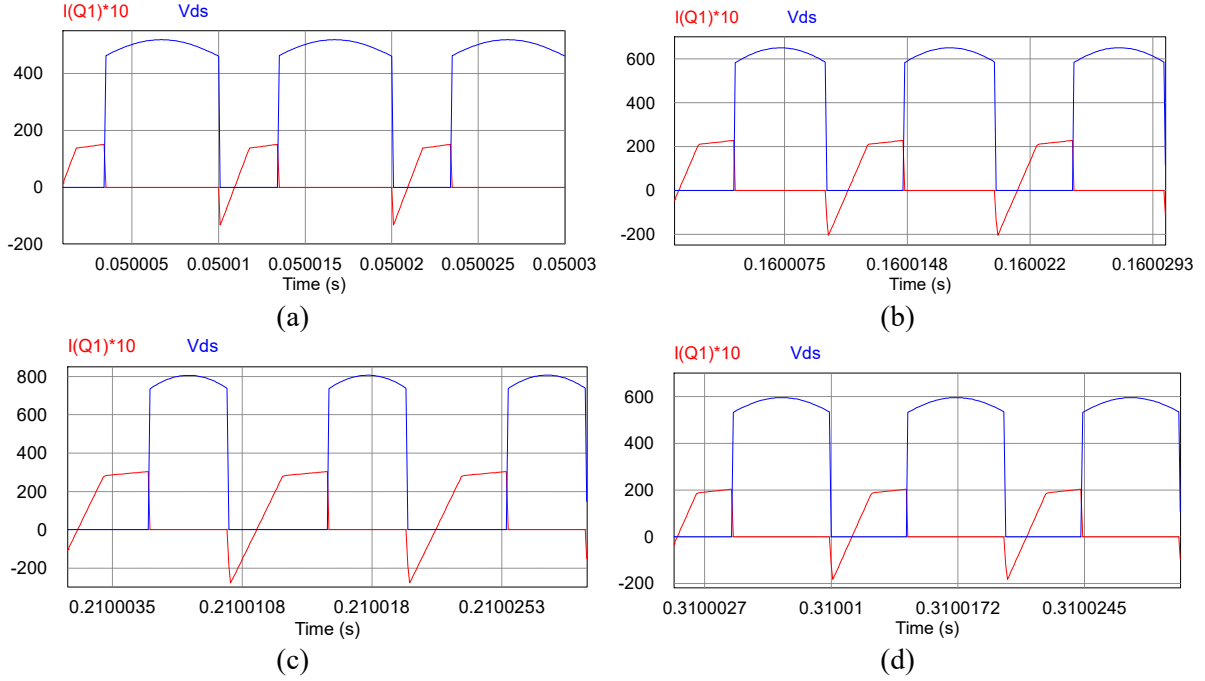 I(Q1)*10 Vds
400
200
0
-200
0.050005 0.05001 0.050015 0.05002 0.050025 0.05003
Time (s)
(a)
I(Q1)*10 Vds
600
400
200
0
-200
0.1600075 0.1600148 0.160022 0.1600293
Time (s)
(b)
I(Q1)*10 Vds
800
600
400
200
0
-200
0.2100035 0.2100108 0.210018 0.2100253
Time (s)
(c)
I(Q1)*10 Vds
600
400
200
0
-200
0.3100027 0.31001 0.3100172 0.3100245
Time (s)
(d)